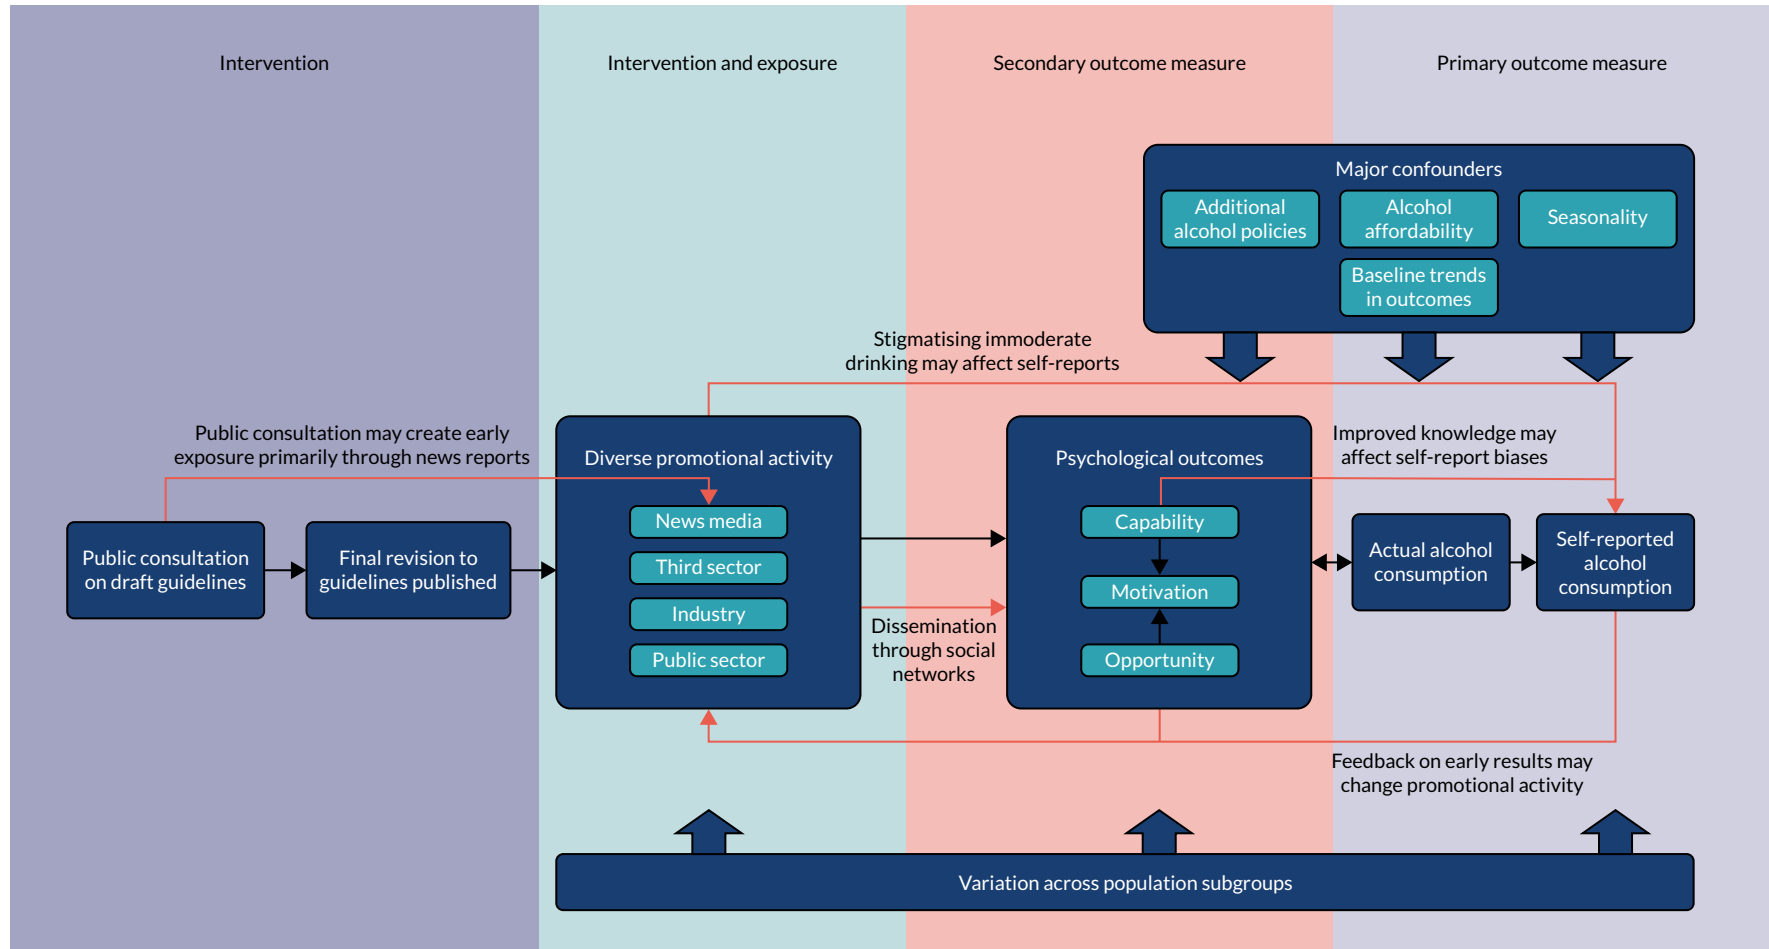 Intervention
Intervention and exposure
Secondary outcome measure
Primary outcome measure
Major confounders
Additional
alcohol policies
Alcohol
affordability
Seasonality
Baseline trends
in outcomes
Stigmatising immoderate
drinking may affect self-reports
Public consultation may create early
exposure primarily through news reports
Diverse promotional activity
News media
Third sector
Industry
Public sector
Psychological outcomes
Capability
Motivation
Opportunity
Improved knowledge may
affect self-report biases
Public consultation
on draft guidelines
Final revision to
guidelines published
Actual alcohol
consumption
Self-reported
alcohol
consumption
Dissemination
through social
networks
Feedback on early results may
change promotional activity
Variation across population subgroups